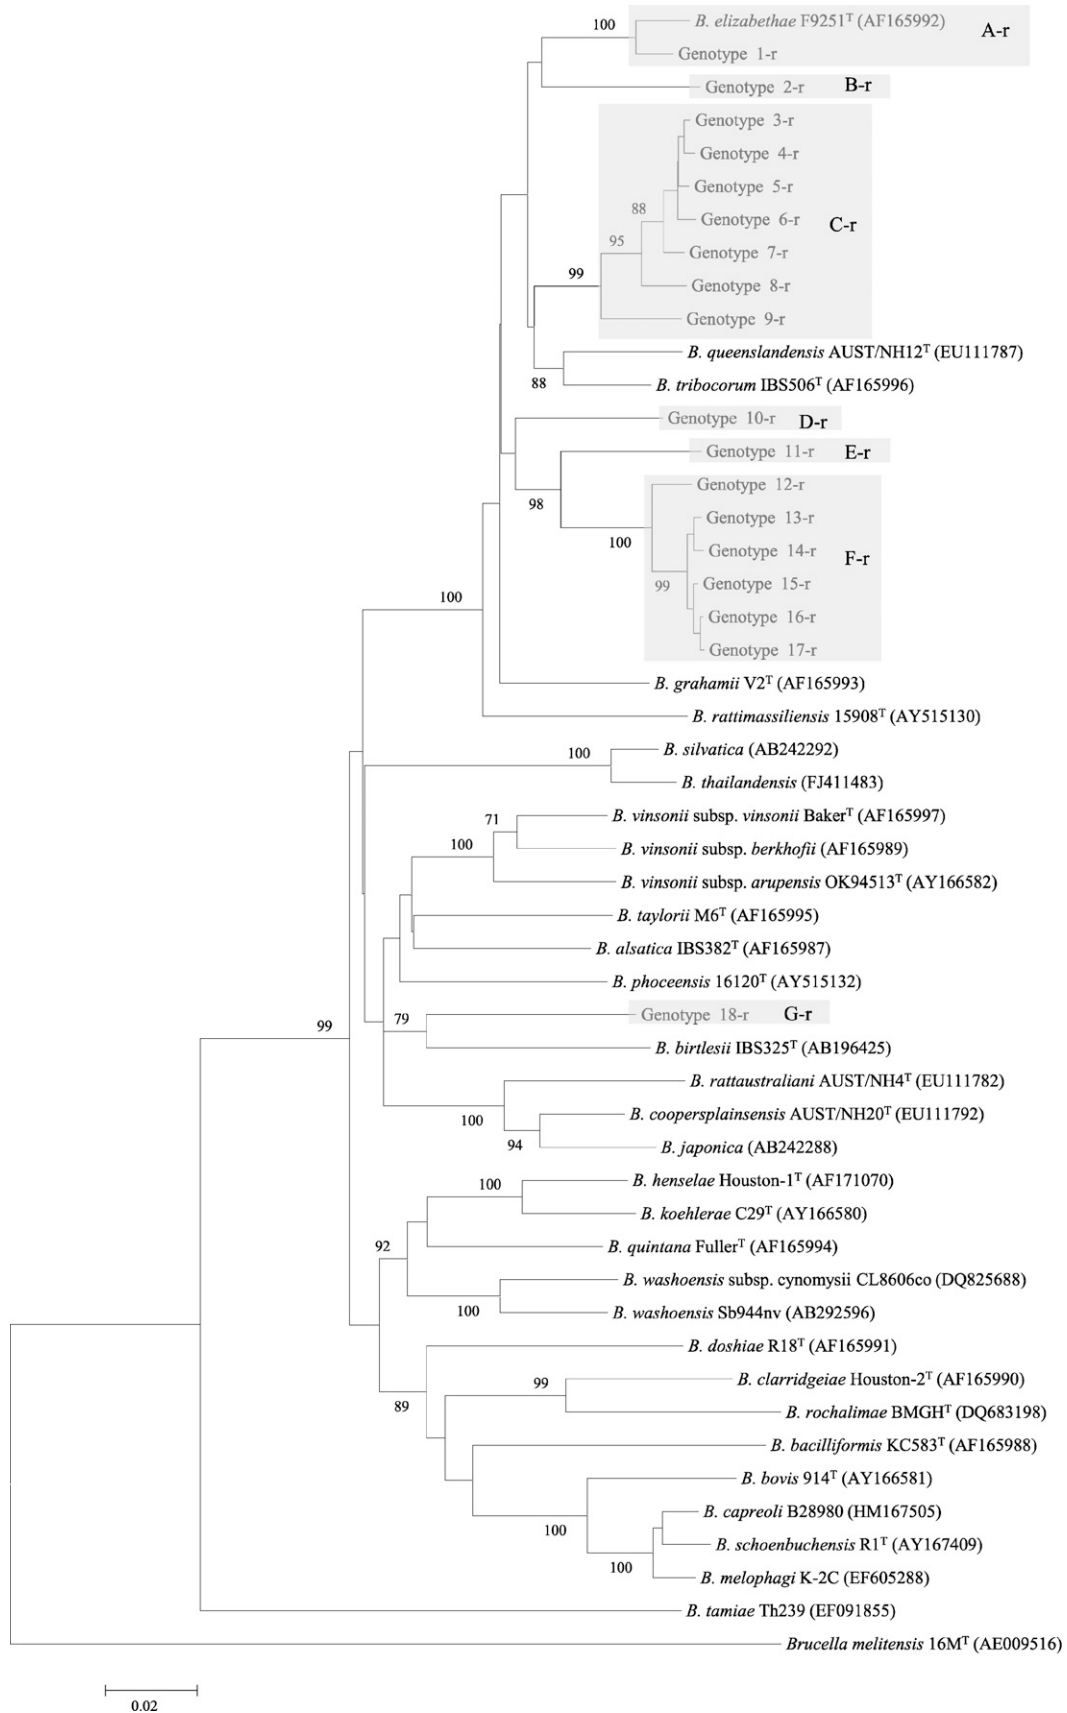 100
B. elizabethae F9251ᵀ (AF165992)
A-r
Genotype 1-r
Genotype 2-r B-r
Genotype 3-r
Genotype 4-r
Genotype 5-r
88
Genotype 6-r
C-r
95
Genotype 7-r
99
Genotype 8-r
Genotype 9-r
B. queenslandensis AUST/NH12ᵀ (EU111787)
88
B. tribocorum IBS506ᵀ (AF165996)
Genotype 10-r D-r
Genotype 11-r E-r
Genotype 12-r
98
Genotype 13-r
100
Genotype 14-r
F-r
99
Genotype 15-r
Genotype 16-r
100
Genotype 17-r
B. grahamii V2ᵀ (AF165993)
B. rattimassiliensis 15908ᵀ (AY515130)
100
B. silvatica (AB242292)
B. thailandensis (FJ411483)
71
B. vinsonii subsp. vinsonii Bakerᵀ (AF165997)
100
B. vinsonii subsp. berkhofii (AF165989)
B. vinsonii subsp. arupensis OK94513ᵀ (AY166582)
B. taylorii M6ᵀ (AF165995)
B. alsatica IBS382ᵀ (AF165987)
B. phoceensis 16120ᵀ (AY515132)
99
79
Genotype 18-r G-r
B. birtlesii IBS325ᵀ (AB196425)
B. rattaustraliani AUST/NH4ᵀ (EU111782)
100
B. coopersplainsensis AUST/NH20ᵀ (EU111792)
94
B. japonica (AB242288)
100
B. henselae Houston-1ᵀ (AF171070)
B. koehlerae C29ᵀ (AY166580)
92
B. quintana Fullerᵀ (AF165994)
B. washoensis subsp. cynomysii CL8606co (DQ825688)
100
B. washoensis Sb944nv (AB292596)
B. doshiae R18ᵀ (AF165991)
99
B. clarridgeiae Houston-2ᵀ (AF165990)
89
B. rochalimae BMGHᵀ (DQ683198)
B. bacilliformis KC583ᵀ (AF165988)
B. bovis 914ᵀ (AY166581)
100
B. capreoli B28980 (HM167505)
B. schoenbuchensis R1ᵀ (AY167409)
100
B. melophagi K-2C (EF605288)
B. tamiae Th239 (EF091855)
Brucella melitensis 16Mᵀ (AE009516)
0.02